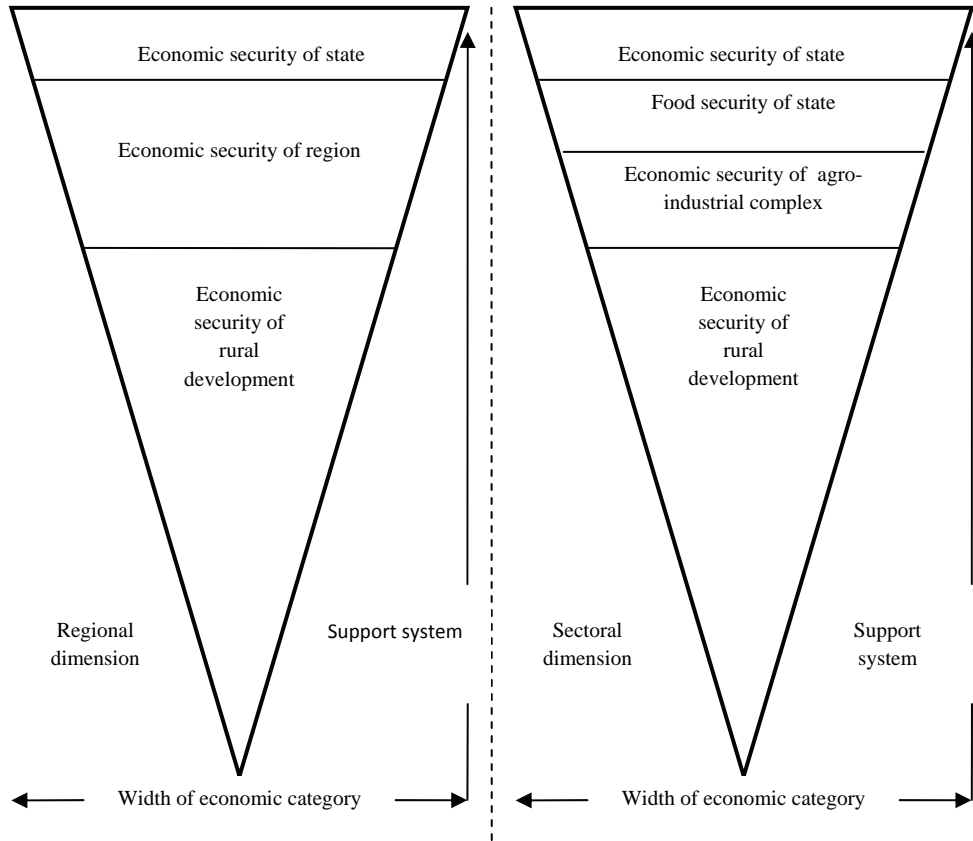 Economic security of state
Economic security of region
Economic
security of
rural
development
Regional
dimension
Support system
Width of economic category
Economic security of state
Food security of state
Economic security of agro-
industrial complex
Economic
security of
rural
development
Sectoral
dimension
Support
system
Width of economic category